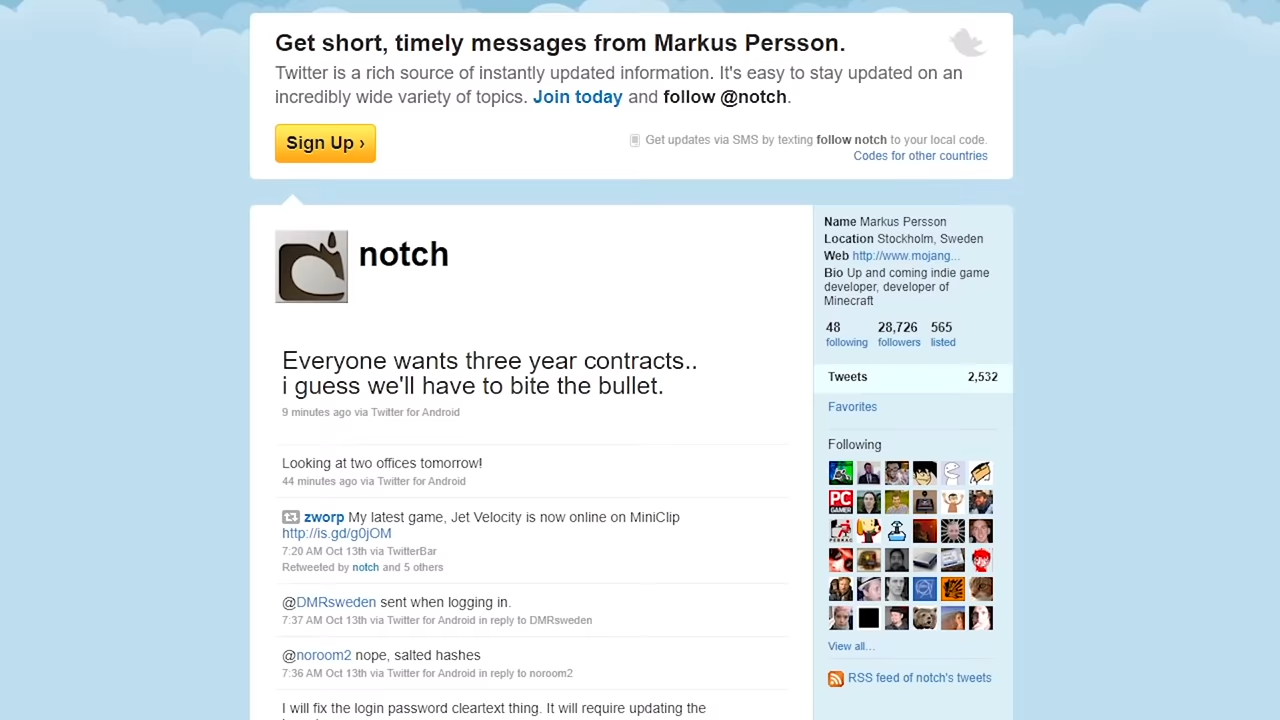 Get short, timely messages from Markus Persson.
Twitter is a rich source of instantly updated information. It's easy to stay updated on an
incredibly wide variety of topics. Join today and follow @notch.
Sign Up ›
Get updates via SMS by texting follow notch to your local code.
Codes for other countries
notch
Everyone wants three year contracts..
i guess we'll have to bite the bullet.
9 minutes ago via Twitter for Android
Looking at two offices tomorrow!
44 minutes ago via Twitter for Android
zworp My latest game, Jet Velocity is now online on MiniClip
http://is.gd/g0jOM
7:20 AM Oct 13th via TwitterBar
Retweeted by notch and 5 others
@DMRsweden sent when logging in.
7:37 AM Oct 13th via Twitter for Android in reply to DMRsweden
@noroom2 nope, salted hashes
7:36 AM Oct 13th via Twitter for Android in reply to noroom2
I will fix the login password cleartext thing. It will require updating the
Name Markus Persson
Location Stockholm, Sweden
Web http://www.mojang...
Bio Up and coming indie game
developer, developer of
Minecraft
48 28,726 565
following followers listed
Tweets 2,532
Favorites
Following
PC
GAMER
View all...
RSS feed of notch's tweets